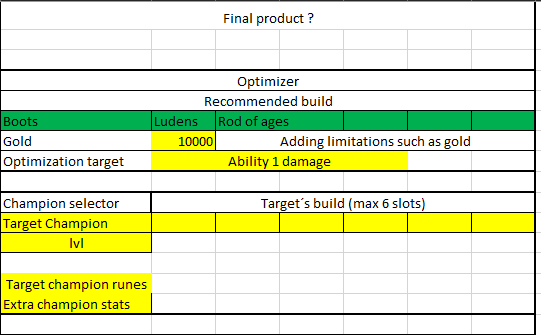 Final product ?
Optimizer
Recommended build
Boots Ludens Rod of ages
Gold 10000 Adding limitations such as gold
Optimization target Ability 1 damage
Champion selector Target´s build (max 6 slots)
Target Champion
lvl
Target champion runes
Extra champion stats